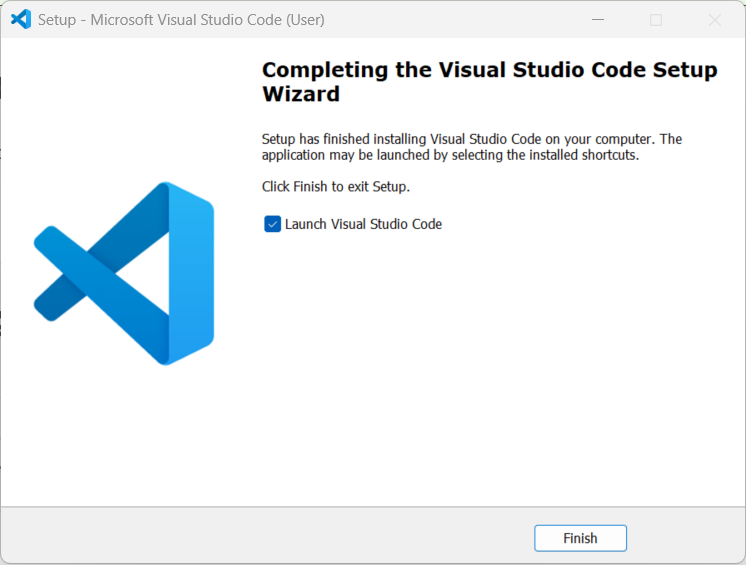 Setup - Microsoft Visual Studio Code (User)
Completing the Visual Studio Code Setup
Wizard
Setup has finished installing Visual Studio Code on your computer. The
application may be launched by selecting the installed shortcuts.
Click Finish to exit Setup.
Launch Visual Studio Code
Finish